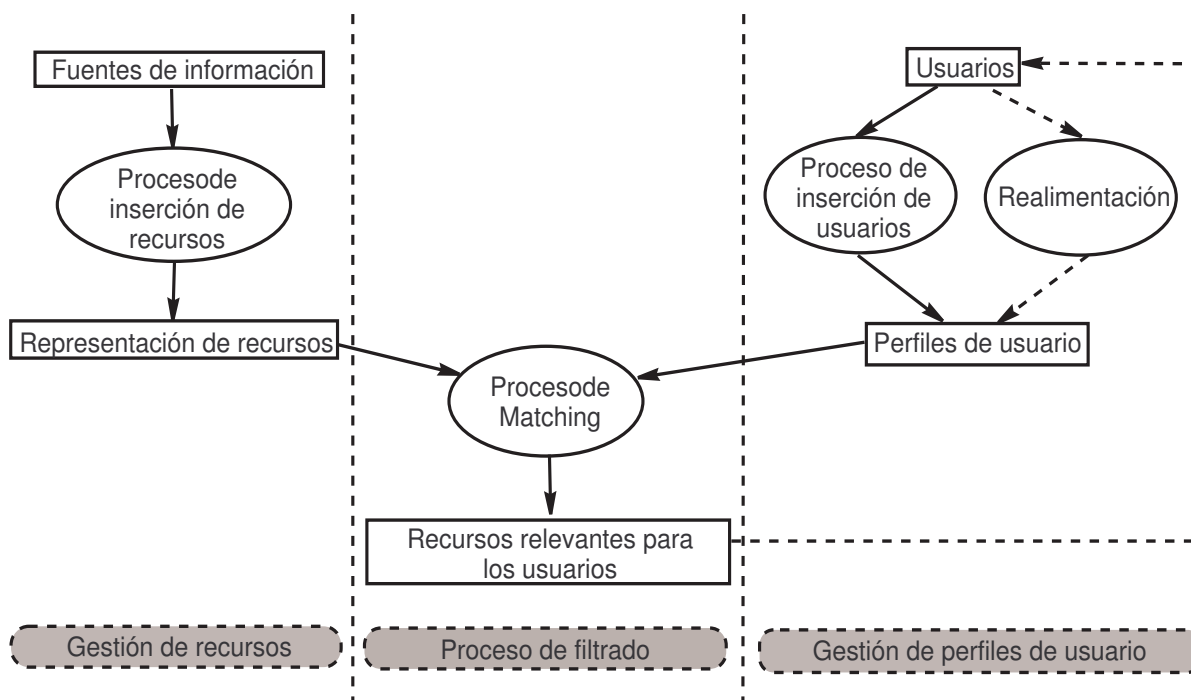 Fuentes de información
Procesode
inserción de
recursos
Representación de recursos
Procesode
Matching
Recursos relevantes para
los usuarios
Usuarios
Proceso de
inserción de
usuarios
Realimentación
Perfiles de usuario
Gestión de recursos
Proceso de filtrado
Gestión de perfiles de usuario